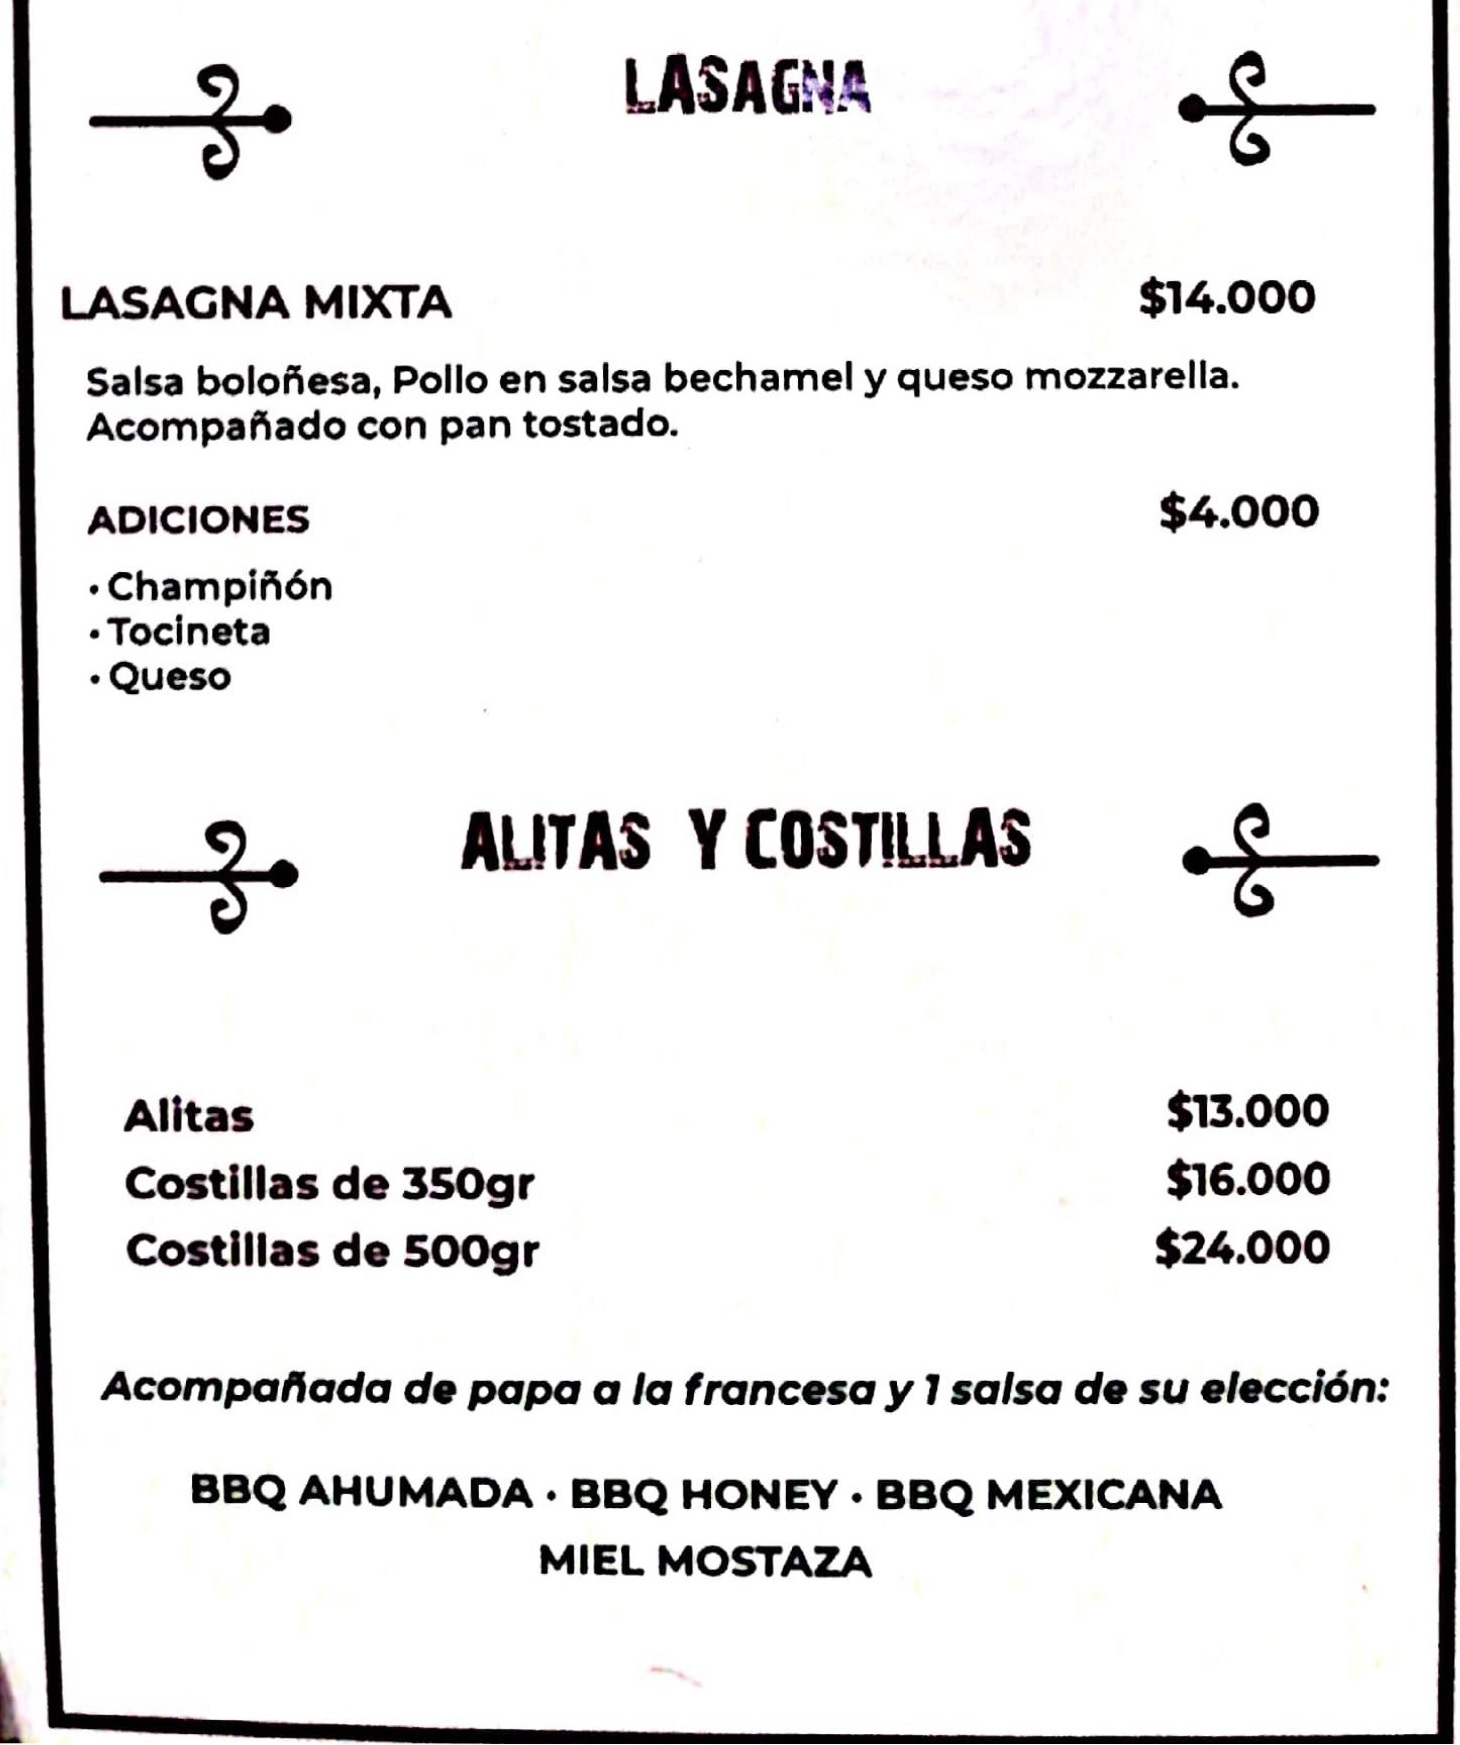 LASAGNA
LASAGNA MIXTA $14.000
Salsa boloñesa, Pollo en salsa bechamel y queso mozzarella.
Acompañado con pan tostado.
ADICIONES $4.000
• Champiñón
• Tocineta
• Queso
ALITAS Y COSTILLAS
Alitas $13.000
Costillas de 350gr $16.000
Costillas de 500gr $24.000
Acompañada de papa a la francesa y 1 salsa de su elección:
BBQ AHUMADA • BBQ HONEY • BBQ MEXICANA
MIEL MOSTAZA